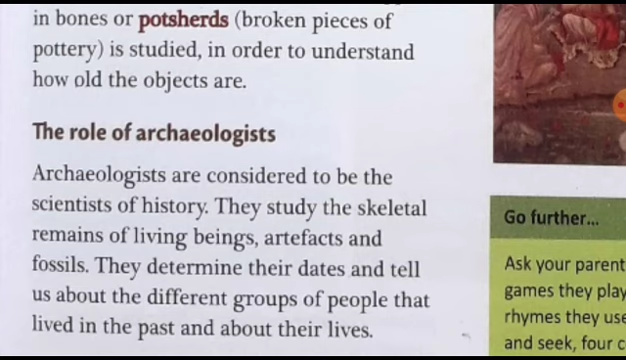 in bones or potsherds (broken pieces of
pottery) is studied, in order to understand
how old the objects are.
The role of archaeologists
Archaeologists are considered to be the
scientists of history. They study the skeletal
remains of living beings, artefacts and
fossils. They determine their dates and tell
us about the different groups of people that
lived in the past and about their lives.
Go further...
Ask your parent
games they play
rhymes they use
and seek, four c